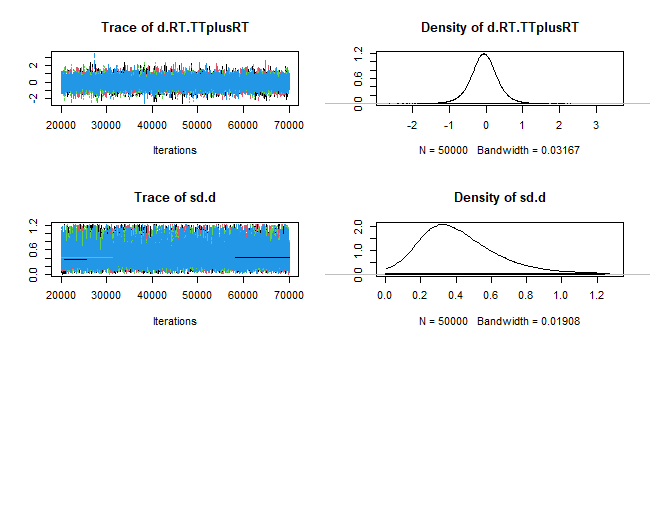 Trace of d.RT.TTplusRT
-2 0 2
20000 30000 40000 50000 60000 70000
Iterations
Density of d.RT.TTplusRT
0.0 0.6 1.2
-2 -1 0 1 2 3
N = 50000 Bandwidth = 0.03167
Trace of sd.d
0.0 0.6 1.2
20000 30000 40000 50000 60000 70000
Iterations
Density of sd.d
0.0 1.0 2.0
0.0 0.2 0.4 0.6 0.8 1.0 1.2
N = 50000 Bandwidth = 0.01908